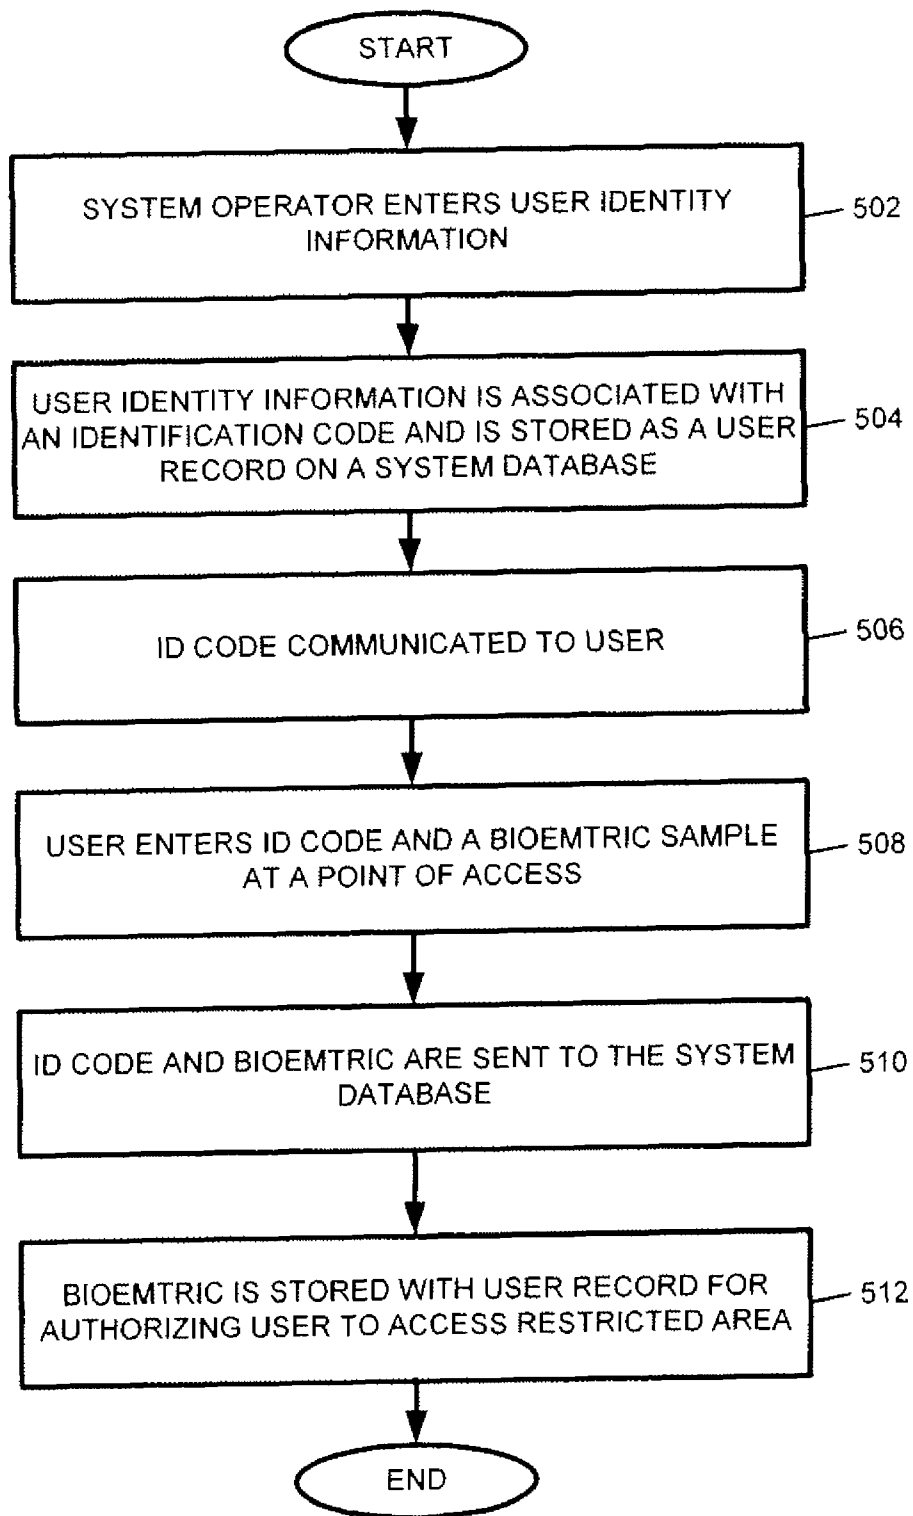 START
SYSTEM OPERATOR ENTERS USER IDENTITY
INFORMATION
502
USER IDENTITY INFORMATION IS ASSOCIATED WITH
AN IDENTIFICATION CODE AND IS STORED AS A USER
RECORD ON A SYSTEM DATABASE
504
ID CODE COMMUNICATED TO USER
506
USER ENTERS ID CODE AND A BIOEMTRIC SAMPLE
AT A POINT OF ACCESS
508
ID CODE AND BIOEMTRIC ARE SENT TO THE SYSTEM
DATABASE
510
BIOEMTRIC IS STORED WITH USER RECORD FOR
AUTHORIZING USER TO ACCESS RESTRICTED AREA
512
END